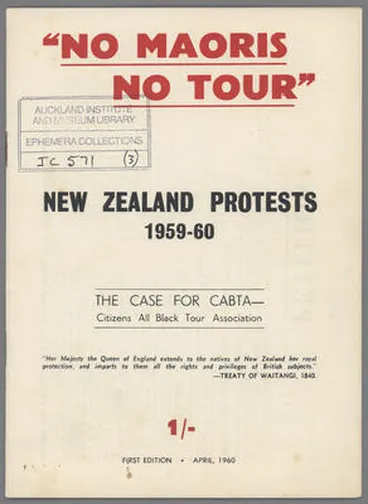 “NO MAORIS
NO TOUR”
AUCKLAND INSTITUTE
AND MUSEUM LIBRARY
EPHEMERA COLLECTIONS
IC 571 (3)
NEW ZEALAND PROTESTS
1959-60
THE CASE FOR CABTA—
Citizens All Black Tour Association
"Her Majesty the Queen of England extends to the natives of New Zealand her royal
protection, and imparts to them all the rights and privileges of British subjects."
—TREATY OF WAITANGI, 1840.
1/-
FIRST EDITION • APRIL, 1960